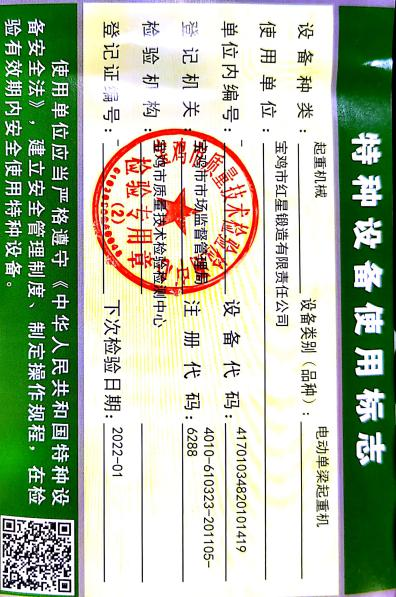 特种设备使用标志
设备种类：起重机械 设备类别（品种）：电动单梁起重机
使用单位：宝鸡市红星锻造有限责任公司
单位内编号：- 设备代码：41701034820101419
登记机关：宝鸡市市场监督管理局 注册代码：4010-610323-201105-
6288
检验机构：宝鸡市质量技术检验检测中心
登记证编号：- 下次检验日期：2022-01
检验专用章
（2）
使用单位应当严格遵守《中华人民共和国特种设
备安全法》，建立安全管理制度、制定操作规程，在检
验有效期内安全使用特种设备。